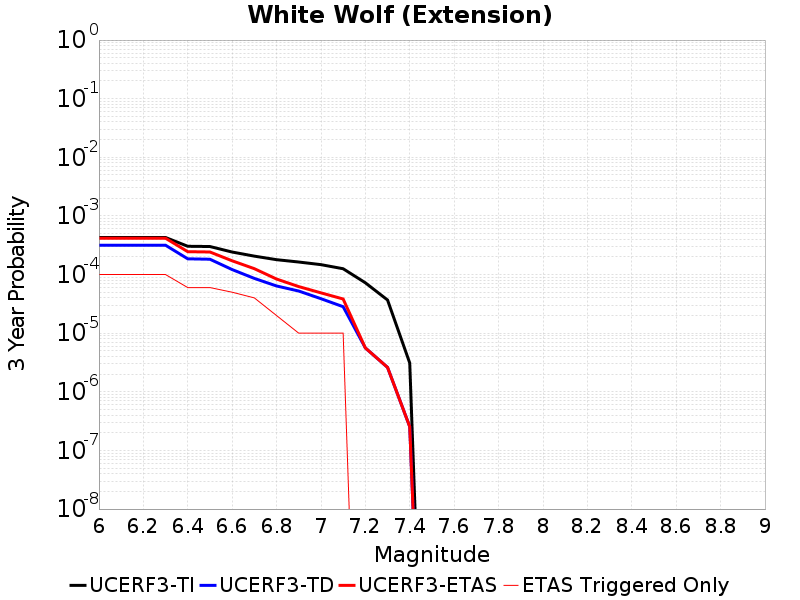 White Wolf (Extension)
3 Year Probability
10^0
10^-1
10^-2
10^-3
10^-4
10^-5
10^-6
10^-7
10^-8
6 6.2 6.4 6.6 6.8 7 7.2 7.4 7.6 7.8 8 8.2 8.4 8.6 8.8 9
Magnitude
UCERF3-TI UCERF3-TD UCERF3-ETAS ETAS Triggered Only